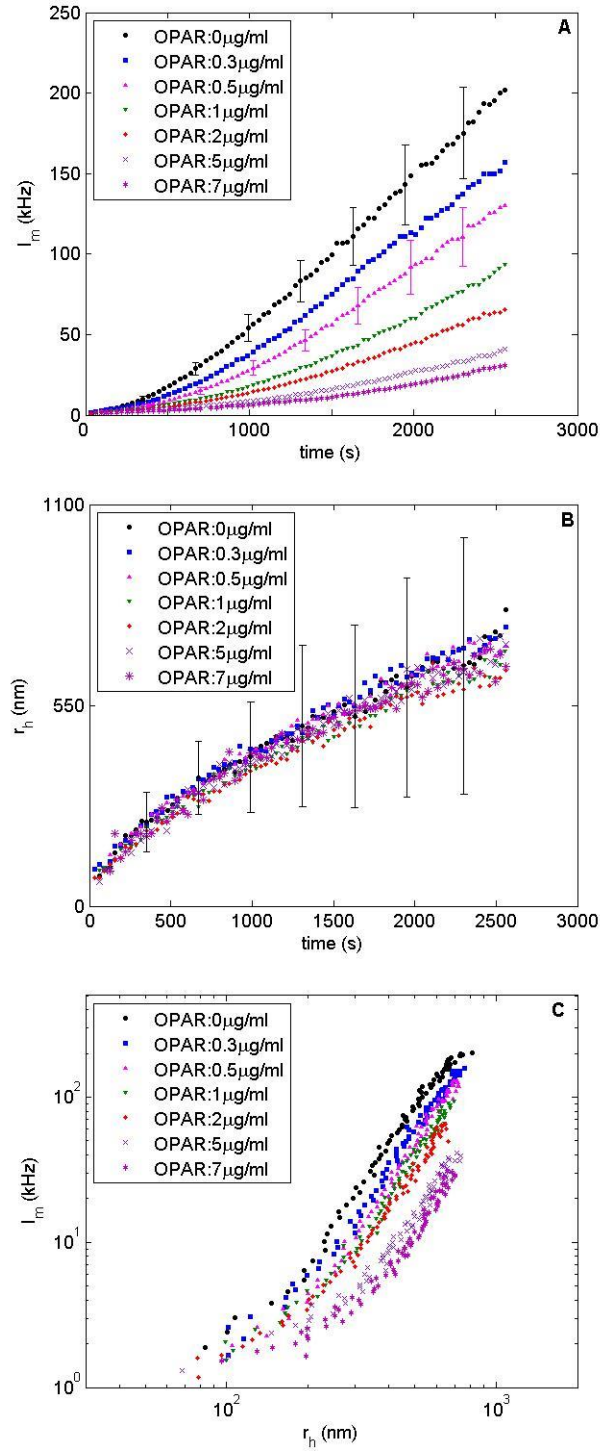 A
OPAR:0μg/ml
OPAR:0.3μg/ml
OPAR:0.5μg/ml
OPAR:1μg/ml
OPAR:2μg/ml
OPAR:5μg/ml
OPAR:7μg/ml
250
200
150
100
50
0
I_m (kHz)
0 1000 2000 3000
time (s)
B
OPAR:0μg/ml
OPAR:0.3μg/ml
OPAR:0.5μg/ml
OPAR:1μg/ml
OPAR:2μg/ml
OPAR:5μg/ml
OPAR:7μg/ml
1100
550
0
r_h (nm)
0 500 1000 1500 2000 2500 3000
time (s)
C
OPAR:0μg/ml
OPAR:0.3μg/ml
OPAR:0.5μg/ml
OPAR:1μg/ml
OPAR:2μg/ml
OPAR:5μg/ml
OPAR:7μg/ml
10^2
10^1
10^0
I_m (kHz)
10^2 10^3
r_h (nm)